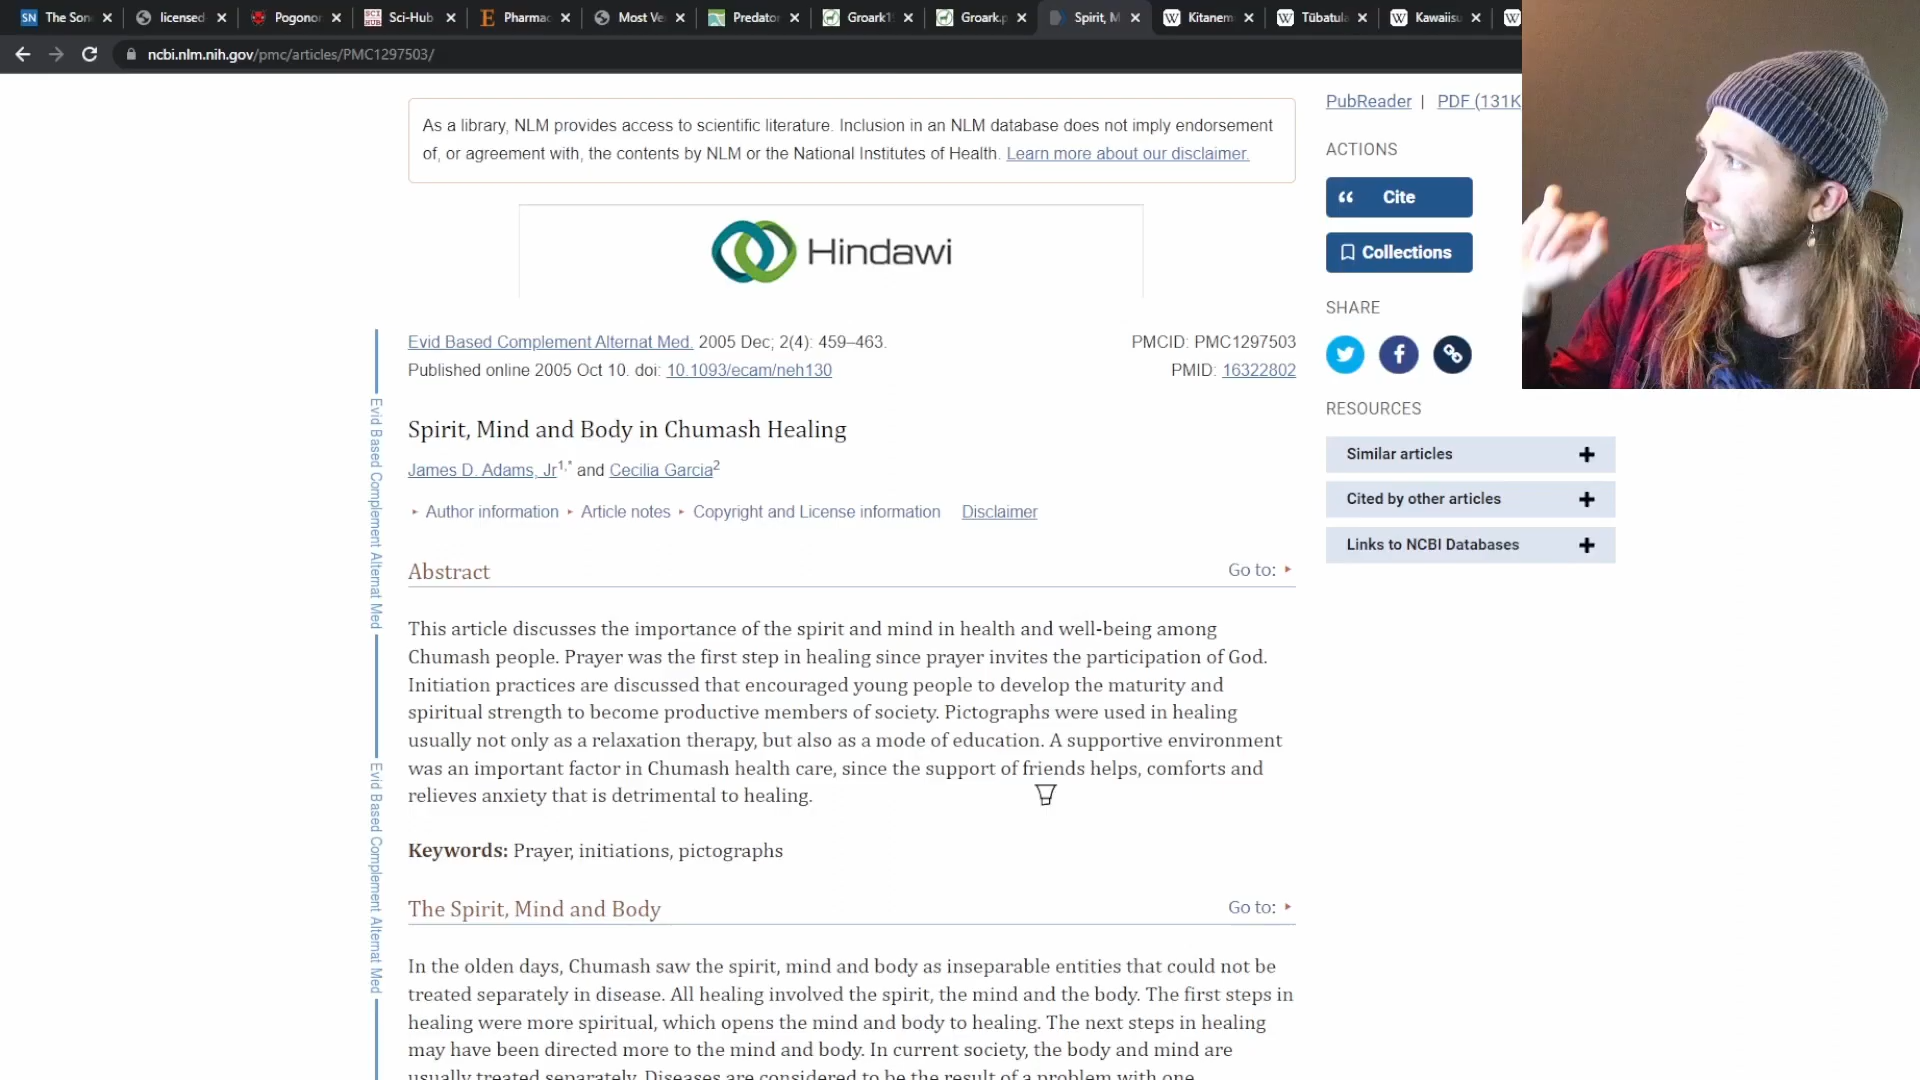 The Son
licensed
Pogonor
Sci-Hub
Pharmac
Most Ve
Predator
Groark1
Groark.p
Spirit, M
Kitanem
Tübatula
Kawaiisu
ncbi.nlm.nih.gov/pmc/articles/PMC1297503/
As a library, NLM provides access to scientific literature. Inclusion in an NLM database does not imply endorsement
of, or agreement with, the contents by NLM or the National Institutes of Health. Learn more about our disclaimer.
Hindawi
Evid Based Complement Alternat Med. 2005 Dec; 2(4): 459–463.
PMCID: PMC1297503
Published online 2005 Oct 10. doi: 10.1093/ecam/neh130
PMID: 16322802
Spirit, Mind and Body in Chumash Healing
James D. Adams, Jr1,* and Cecilia Garcia2
Author information Article notes Copyright and License information Disclaimer
Abstract
Go to:
This article discusses the importance of the spirit and mind in health and well-being among
Chumash people. Prayer was the first step in healing since prayer invites the participation of God.
Initiation practices are discussed that encouraged young people to develop the maturity and
spiritual strength to become productive members of society. Pictographs were used in healing
usually not only as a relaxation therapy, but also as a mode of education. A supportive environment
was an important factor in Chumash health care, since the support of friends helps, comforts and
relieves anxiety that is detrimental to healing.
Keywords: Prayer, initiations, pictographs
The Spirit, Mind and Body
Go to:
In the olden days, Chumash saw the spirit, mind and body as inseparable entities that could not be
treated separately in disease. All healing involved the spirit, the mind and the body. The first steps in
healing were more spiritual, which opens the mind and body to healing. The next steps in healing
may have been directed more to the mind and body. In current society, the body and mind are
usually treated separately. Diseases are considered to be the result of a problem with one
Evid Based Complement Alternat Med
Evid Based Complement Alternat Med
PubReader | PDF (131K
ACTIONS
Cite
Collections
SHARE
RESOURCES
Similar articles
Cited by other articles
Links to NCBI Databases